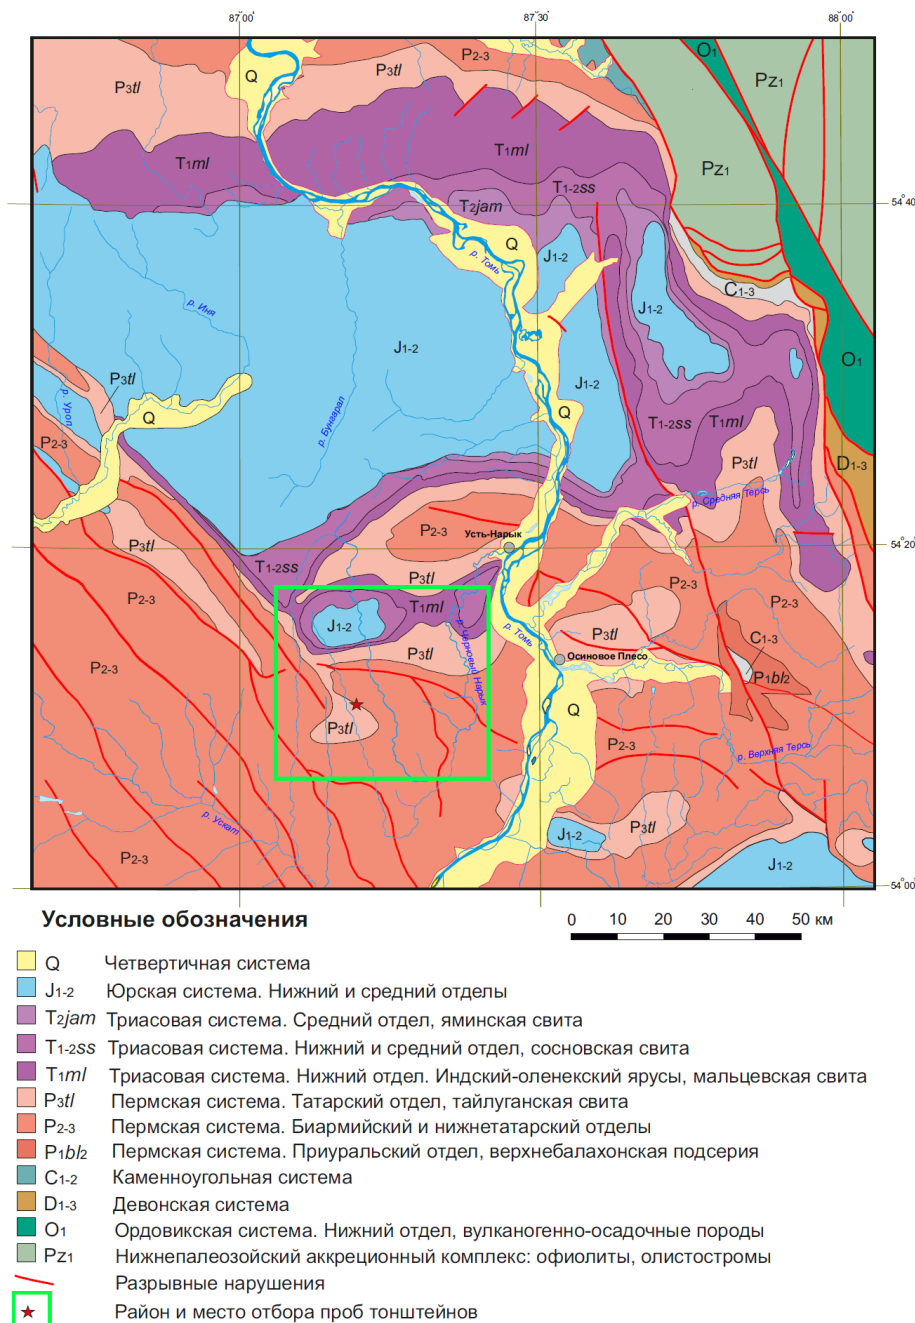 87°00'
87°30'
88°00'
O1
P2-3
Q
P3tl
P3tl
Pz1
T1ml
T1ml
Pz1
T1-2ss
54°40'
T2jam
Q
J1-2
р. Томь
C1-3
р. Иня
J1-2
J1-2
O1
P3tl
J1-2
р. Уроп
Q
р. Бунгарап
Q
T1-2ss
T1ml
P2-3
P3tl
D1-3
р. Средняя Терсь
P2-3
Усть-Нарык
P3tl
54°20'
T1-2ss
P3tl
P2-3
P2-3
P2-3
T1ml
J1-2
р. Черновый Нарык
р. Томь
P3tl
C1-3
P3tl
Осиновое Плесо
P2-3
P1bl2
Q
P3tl
P2-3
р. Верхняя Терсь
р. Ускат
J1-2
P3tl
P2-3
J1-2
54°00'
Условные обозначения
0 10 20 30 40 50 км
Q Четвертичная система
J1-2 Юрская система. Нижний и средний отделы
T2jam Триасовая система. Средний отдел, яминская свита
T1-2ss Триасовая система. Нижний и средний отдел, сосновская свита
T1ml Триасовая система. Нижний отдел. Индский-оленекский ярусы, мальцевская свита
P3tl Пермская система. Татарский отдел, тайлуганская свита
P2-3 Пермская система. Биармийский и нижнетатарский отделы
P1bl2 Пермская система. Приуральский отдел, верхнебалахонская подсерия
C1-2 Каменноугольная система
D1-3 Девонская система
O1 Ордовикская система. Нижний отдел, вулканогенно-осадочные породы
Pz1 Нижнепалеозойский аккреционный комплекс: офиолиты, олистостромы
Разрывные нарушения
Район и место отбора проб тонштейнов